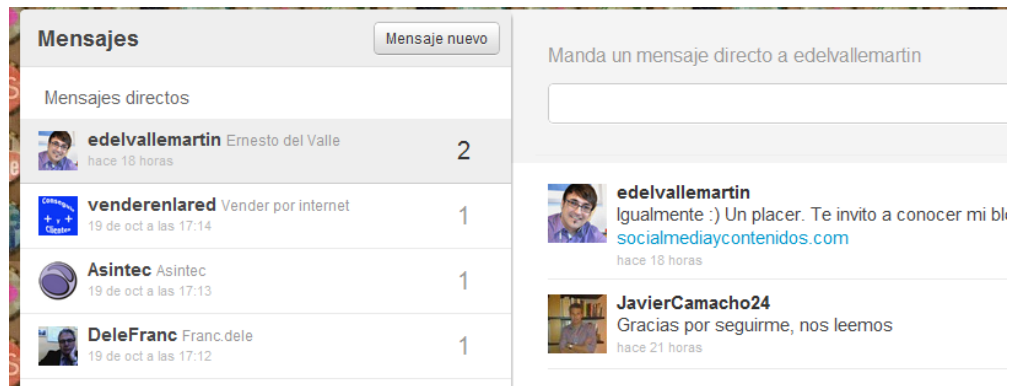 Mensajes
Mensaje nuevo
Mensajes directos
edelvallemartin Ernesto del Valle
hace 18 horas
2
Conseguir
+ y +
Clientes
venderenlared Vender por internet
19 de oct a las 17:14
1
Asintec Asintec
19 de oct a las 17:13
1
DeleFranc Franc.dele
19 de oct a las 17:12
1
Manda un mensaje directo a edelvallemartin
edelvallemartin
Igualmente :) Un placer. Te invito a conocer mi blo
socialmediaycontenidos.com
hace 18 horas
JavierCamacho24
Gracias por seguirme, nos leemos
hace 21 horas